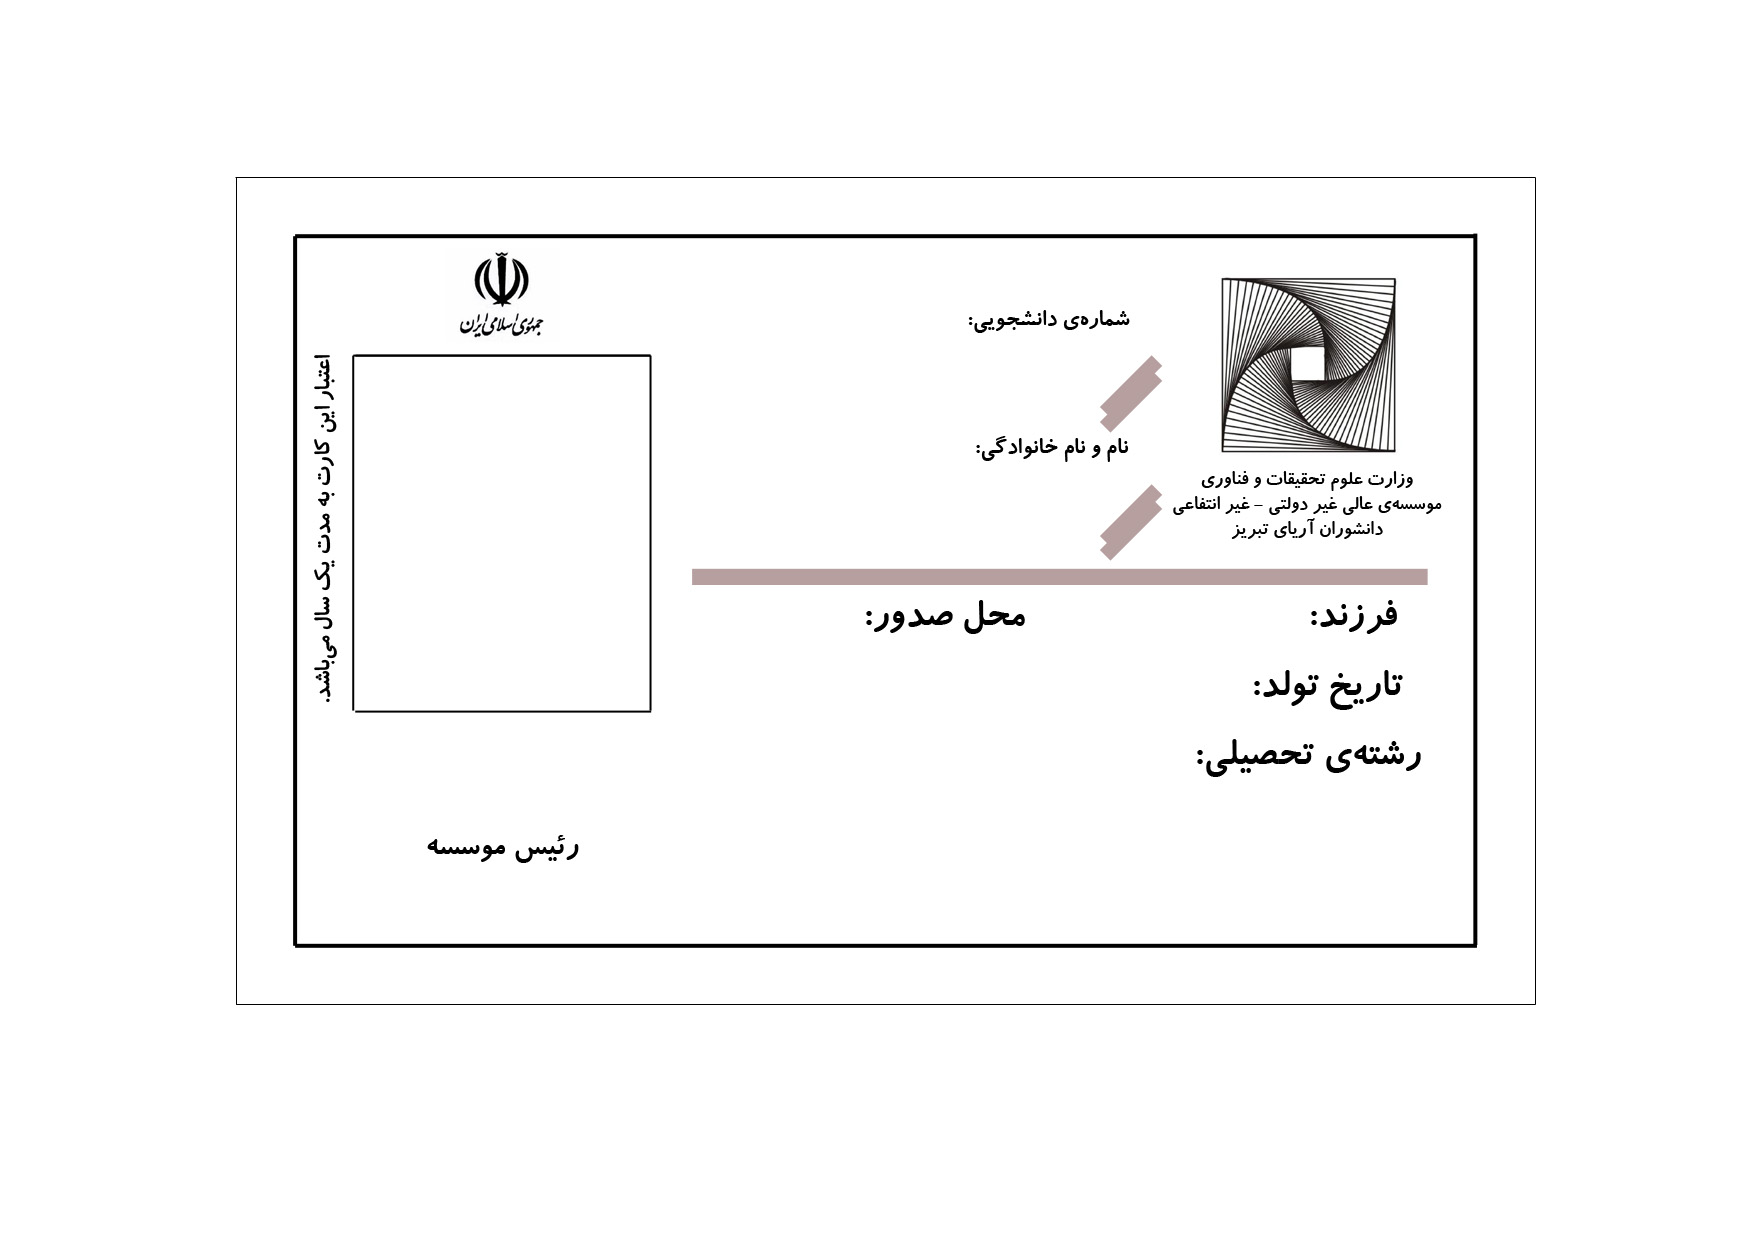 جمهوری اسلامی ایران
شماره‌ی دانشجویی:
نام و نام خانوادگی:
وزارت علوم تحقیقات و فناوری
موسسه‌ی عالی غیر دولتی – غیر انتفاعی
دانشوران آریای تبریز
فرزند:
محل صدور:
تاریخ تولد:
رشته‌ی تحصیلی:
اعتبار این کارت به مدت یک سال می‌باشد.
رئیس موسسه